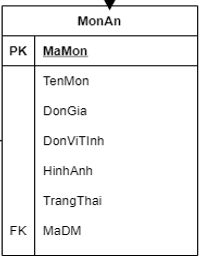 MonAn
PK MaMon
TenMon
DonGia
DonViTInh
HinhAnh
TrangThai
FK MaDM